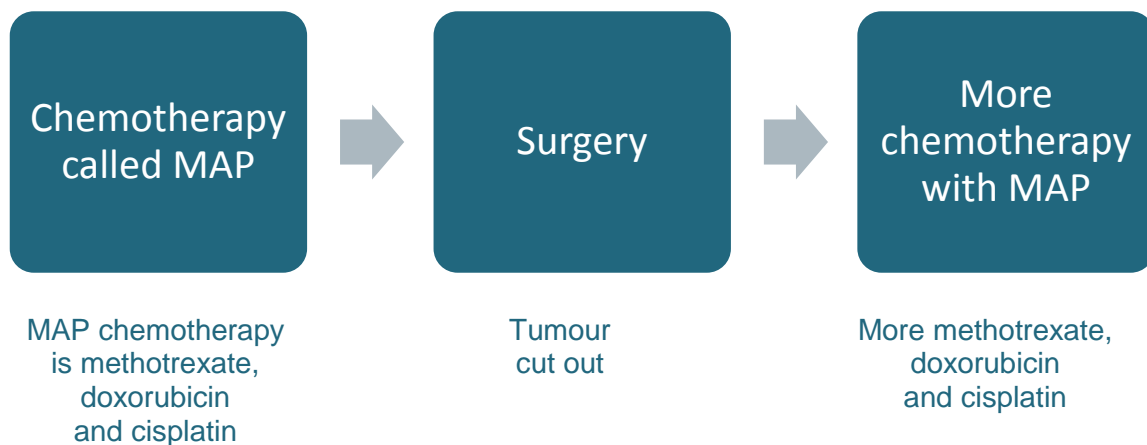 Chemotherapy
called MAP
Surgery
More
chemotherapy
with MAP
MAP chemotherapy
is methotrexate,
doxorubicin
and cisplatin
Tumour
cut out
More methotrexate,
doxorubicin
and cisplatin